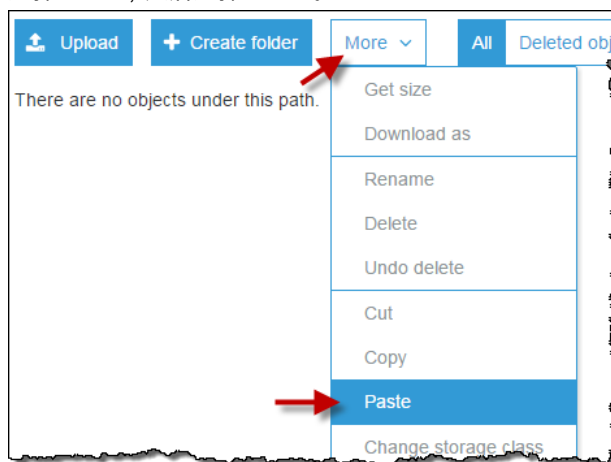 Upload
Create folder
More
All
Deleted obj
There are no objects under this path.
Get size
Download as
Rename
Delete
Undo delete
Cut
Copy
Paste
Change storage class